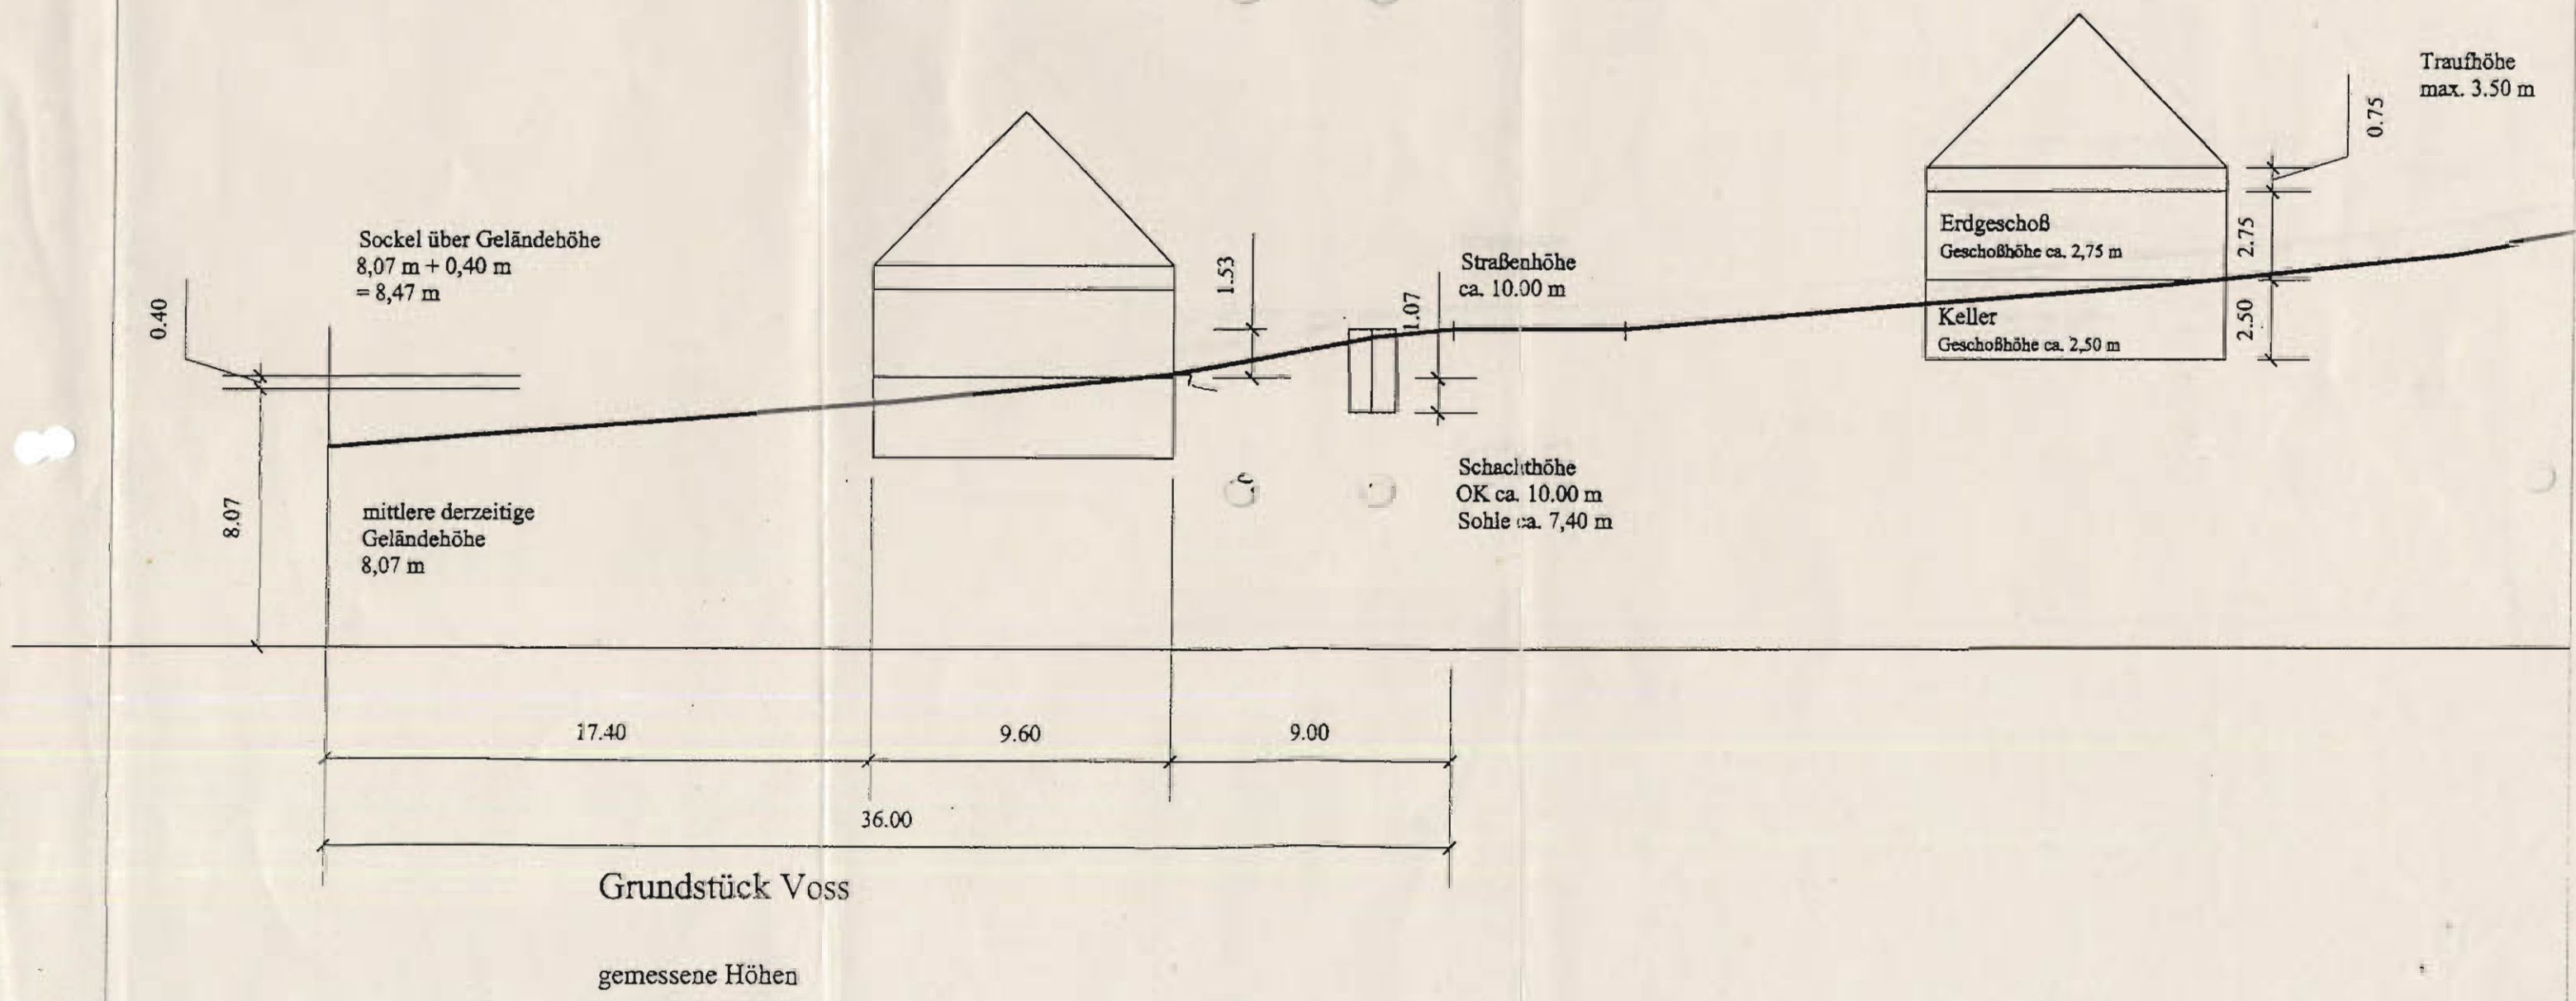 Traufhöhe
max. 3.50 m
0.75
Sockel über Geländehöhe
8,07 m + 0,40 m
= 8,47 m
0.40
1.53
1.07
Straßenhöhe
ca. 10.00 m
Erdgeschoß
Geschoßhöhe ca. 2,75 m
2.75
Keller
Geschoßhöhe ca. 2,50 m
2.50
8.07
mittlere derzeitige
Geländehöhe
8,07 m
Schachthöhe
OK ca. 10.00 m
Sohle ca. 7,40 m
17.40
9.60
9.00
36.00
Grundstück Voss
gemessene Höhen